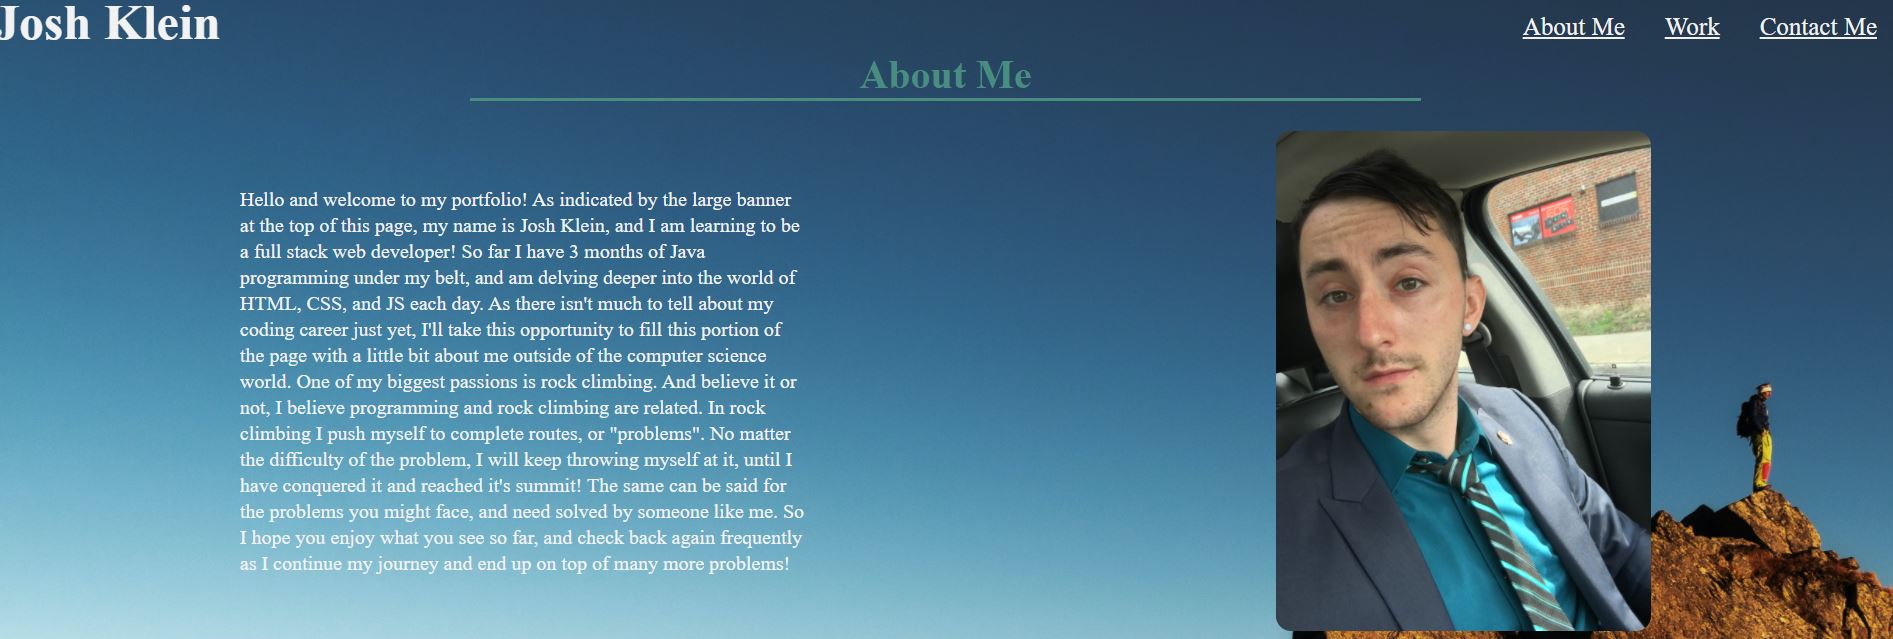 Josh Klein
About Me Work Contact Me
About Me
Hello and welcome to my portfolio! As indicated by the large banner
at the top of this page, my name is Josh Klein, and I am learning to be
a full stack web developer! So far I have 3 months of Java
programming under my belt, and am delving deeper into the world of
HTML, CSS, and JS each day. As there isn't much to tell about my
coding career just yet, I'll take this opportunity to fill this portion of
the page with a little bit about me outside of the computer science
world. One of my biggest passions is rock climbing. And believe it or
not, I believe programming and rock climbing are related. In rock
climbing I push myself to complete routes, or "problems". No matter
the difficulty of the problem, I will keep throwing myself at it, until I
have conquered it and reached it's summit! The same can be said for
the problems you might face, and need solved by someone like me. So
I hope you enjoy what you see so far, and check back again frequently
as I continue my journey and end up on top of many more problems!